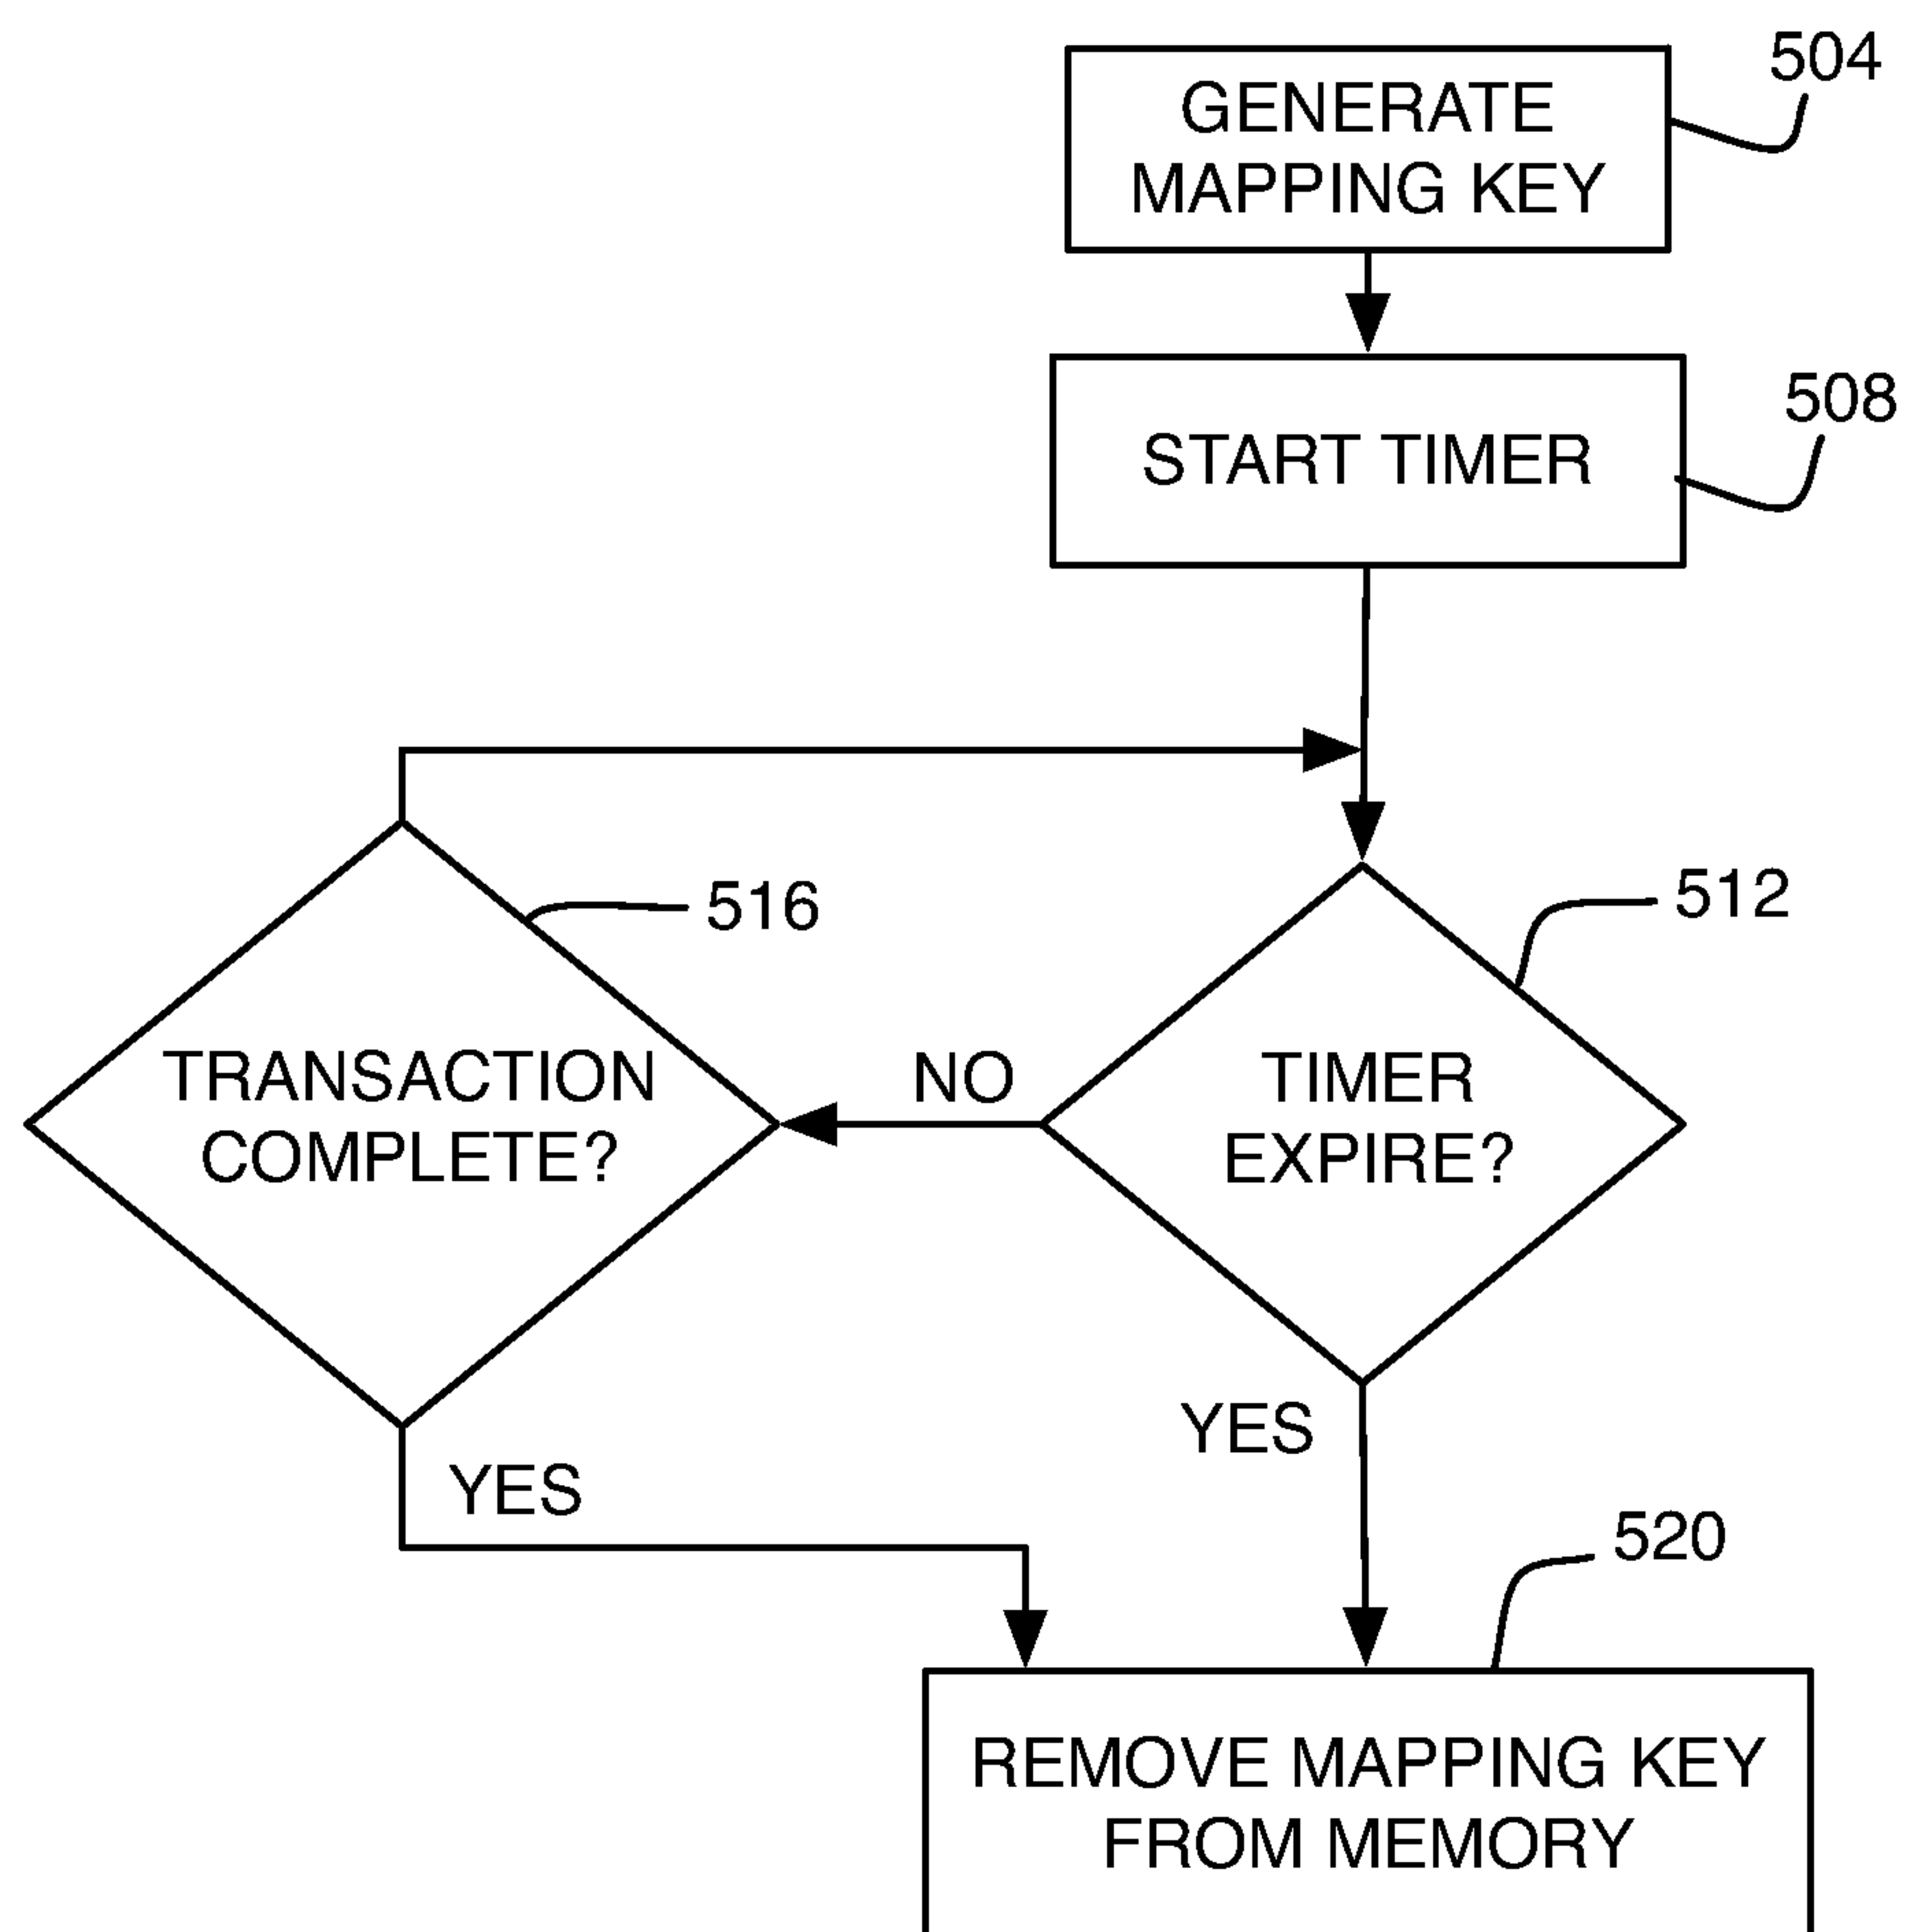 504
GENERATE
MAPPING KEY
508
START TIMER
516
512
TRANSACTION
COMPLETE?
NO
TIMER
EXPIRE?
YES
YES
520
REMOVE MAPPING KEY
FROM MEMORY